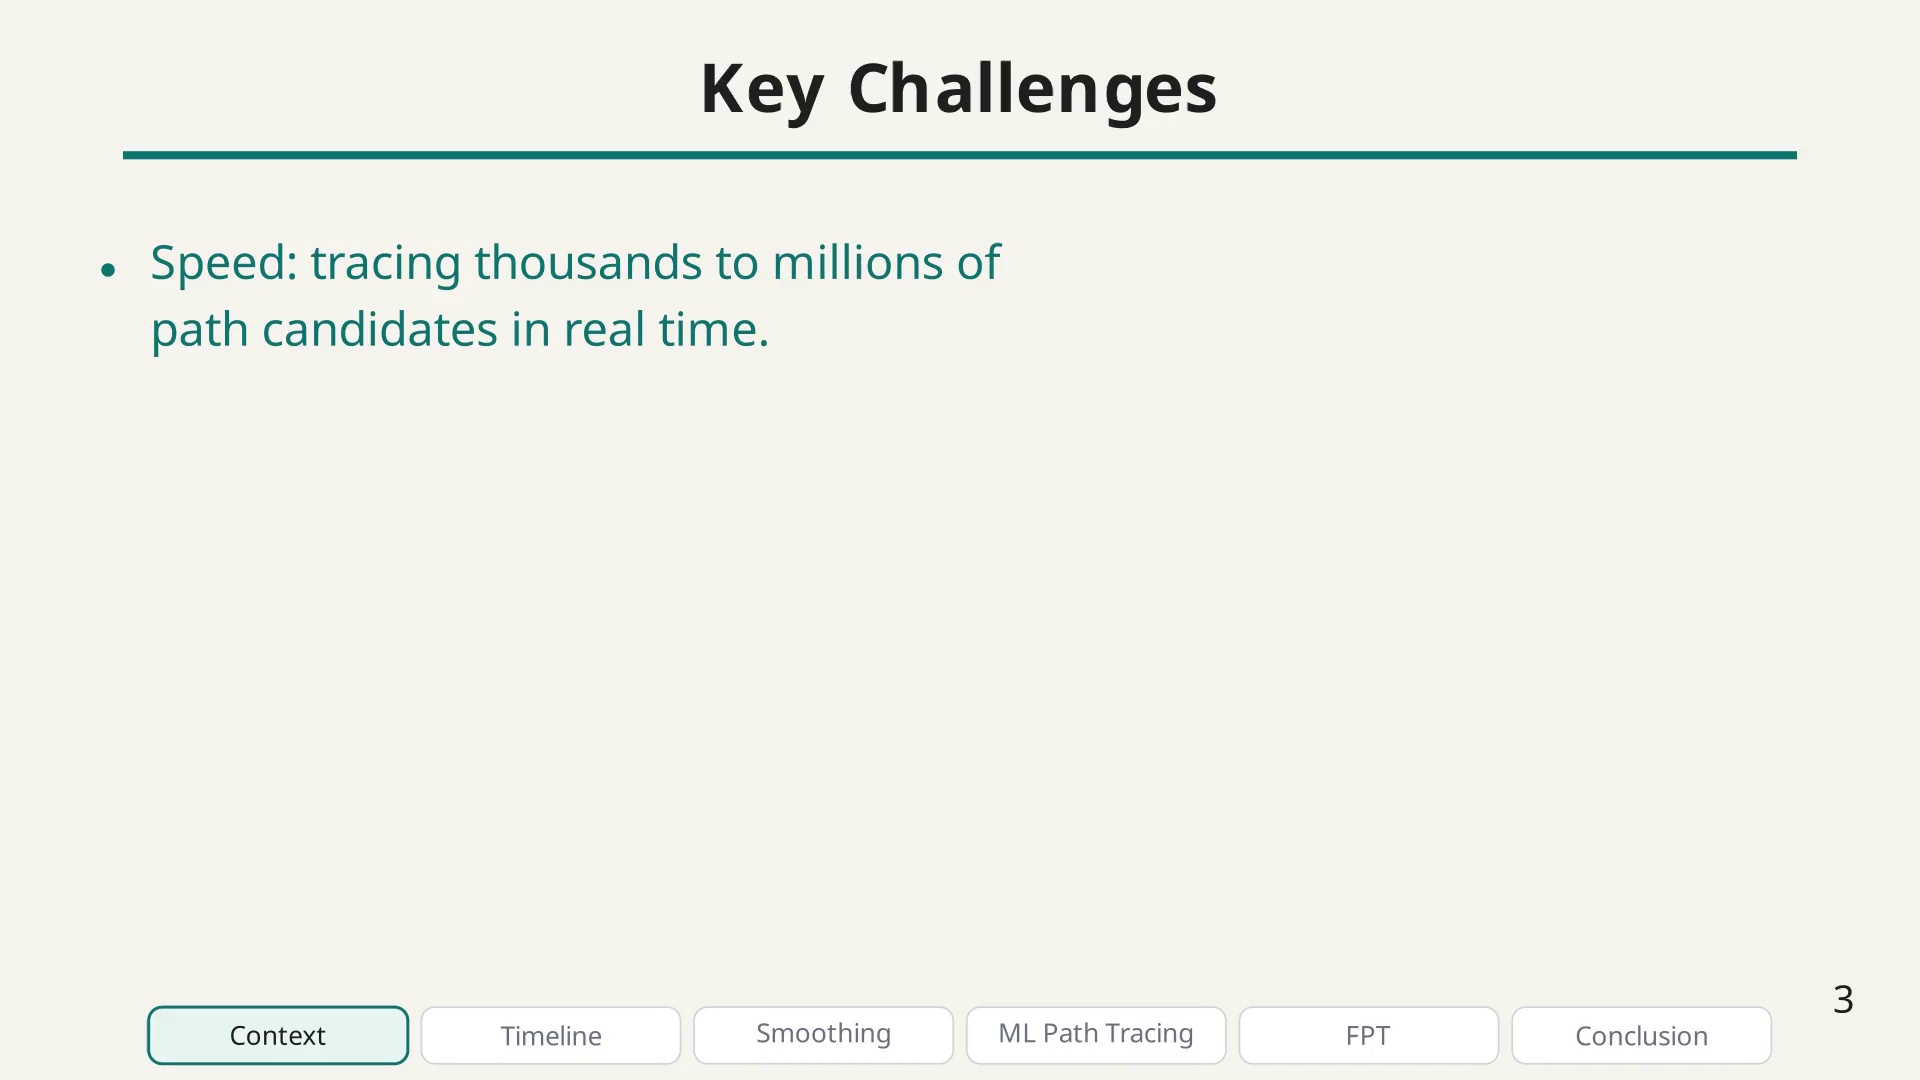 Key Challenges
• Speed: tracing thousands to millions of
path candidates in real time.
3
Context
Timeline
Smoothing
ML Path Tracing
FPT
Conclusion